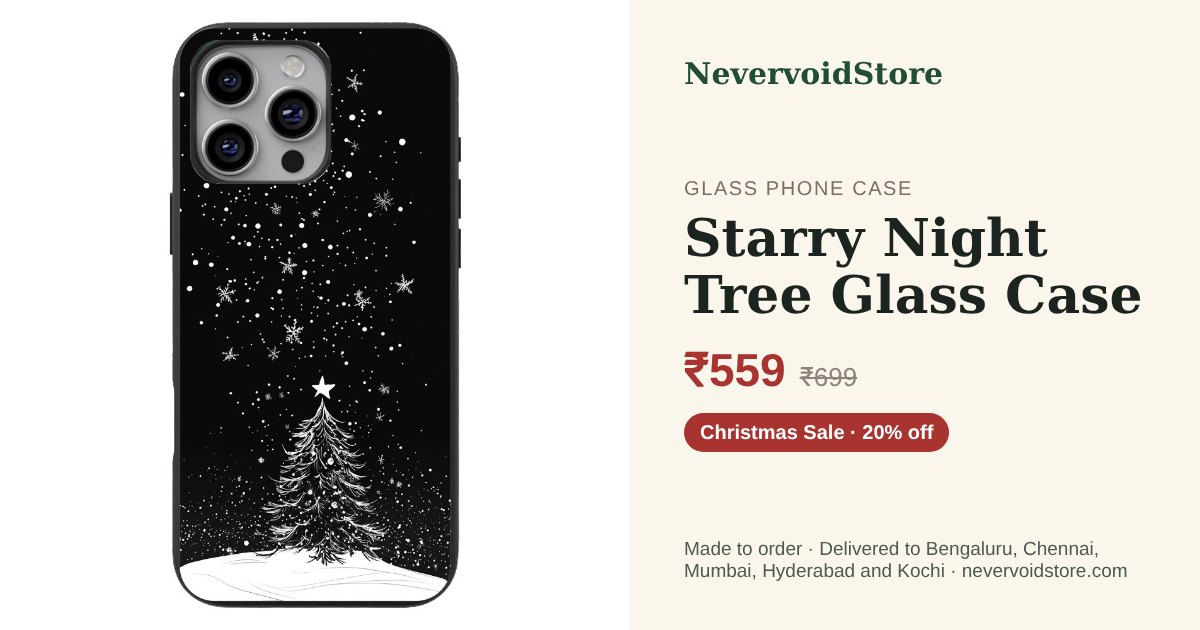 NevervoidStore
GLASS PHONE CASE
Starry Night
Tree Glass Case
₹559 ₹699
Christmas Sale · 20% off
Made to order · Delivered to Bengaluru, Chennai,
Mumbai, Hyderabad and Kochi · nevervoidstore.com